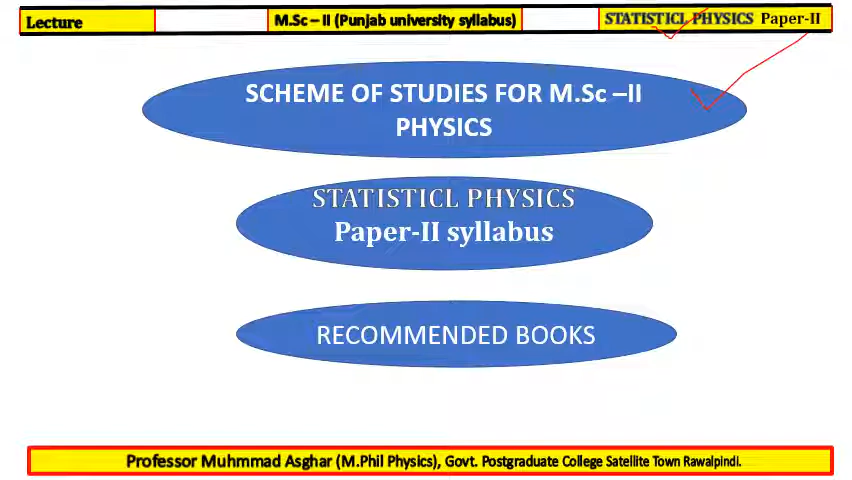 Lecture
M.Sc – II (Punjab university syllabus)
STATISTICL PHYSICS Paper-II
SCHEME OF STUDIES FOR M.Sc –II
PHYSICS
STATISTICL PHYSICS
Paper-II syllabus
RECOMMENDED BOOKS
Professor Muhmmad Asghar (M.Phil Physics), Govt. Postgraduate College Satellite Town Rawalpindi.